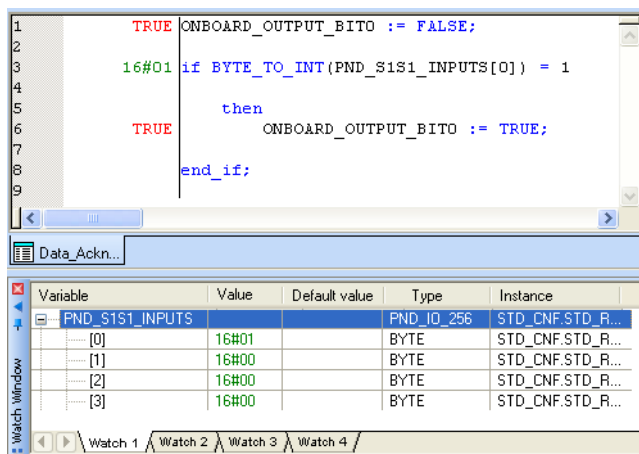 1 TRUE ONBOARD_OUTPUT_BIT0 := FALSE;
2
3 16#01 if BYTE_TO_INT(PND_S1S1_INPUTS[0]) = 1
4
5 then
6 TRUE ONBOARD_OUTPUT_BIT0 := TRUE;
7
8 end_if;
9
Data_Ackn...
Variable Value Default value Type Instance
PND_S1S1_INPUTS PND_IO_256 STD_CNF.STD_R...
[0] 16#01 BYTE STD_CNF.STD_R...
[1] 16#00 BYTE STD_CNF.STD_R...
[2] 16#00 BYTE STD_CNF.STD_R...
[3] 16#00 BYTE STD_CNF.STD_R...
Watch Window
Watch 1 Watch 2 Watch 3 Watch 4